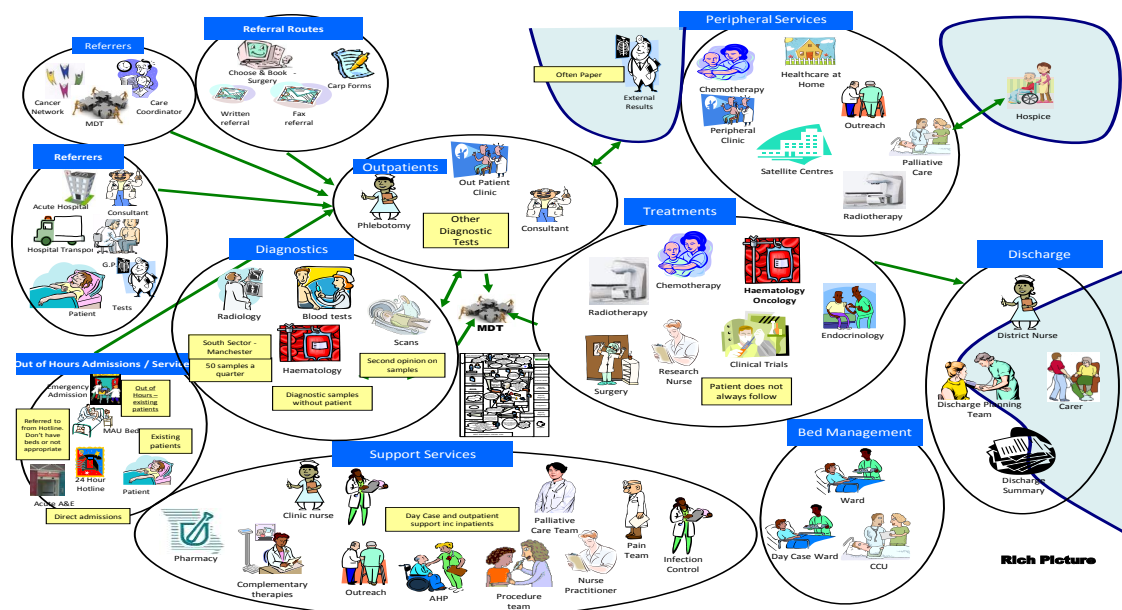 Peripheral Services
Referral Routes
Referrers
Choose & Book -
Surgery
Carp Forms
Written
referral
Fax
referral
Cancer
Network
MDT
Care
Coordinator
Often Paper
External
Results
Chemotherapy
Healthcare at
Home
Peripheral
Clinic
Outreach
Satellite Centres
Palliative
Care
Radiotherapy
Hospice
Referrers
Acute Hospital
Consultant
Hospital Transpor
G.P.
Patient
Tests
Outpatients
Out Patient
Clinic
Phlebotomy
Other
Diagnostic
Tests
Consultant
Treatments
Chemotherapy
Haematology
Oncology
Radiotherapy
Endocrinology
Surgery
Research
Nurse
Clinical Trials
Patient does not
always follow
Diagnostics
Radiology
Blood tests
Scans
South Sector -
Manchester
50 samples a
quarter
Haematology
Second opinion on
samples
Diagnostic samples
without patient
MDT
Discharge
District Nurse
Discharge Planning
Team
Carer
Discharge
Summary
Out of Hours Admissions / Service
Emergency
Admission
Out of
Hours –
existing
patients
Referred to
from Hotline.
Don't have
beds or not
appropriate
MAU Bed
Existing
patients
24 Hour
Hotline
Patient
Acute A&E
Direct admissions
Support Services
Clinic nurse
Day Case and outpatient
support inc inpatients
Palliative
Care Team
Pain
Team
Infection
Control
Pharmacy
Complementary
therapies
Outreach
AHP
Procedure
team
Nurse
Practitioner
Bed Management
Ward
Day Case Ward
CCU
Rich Picture